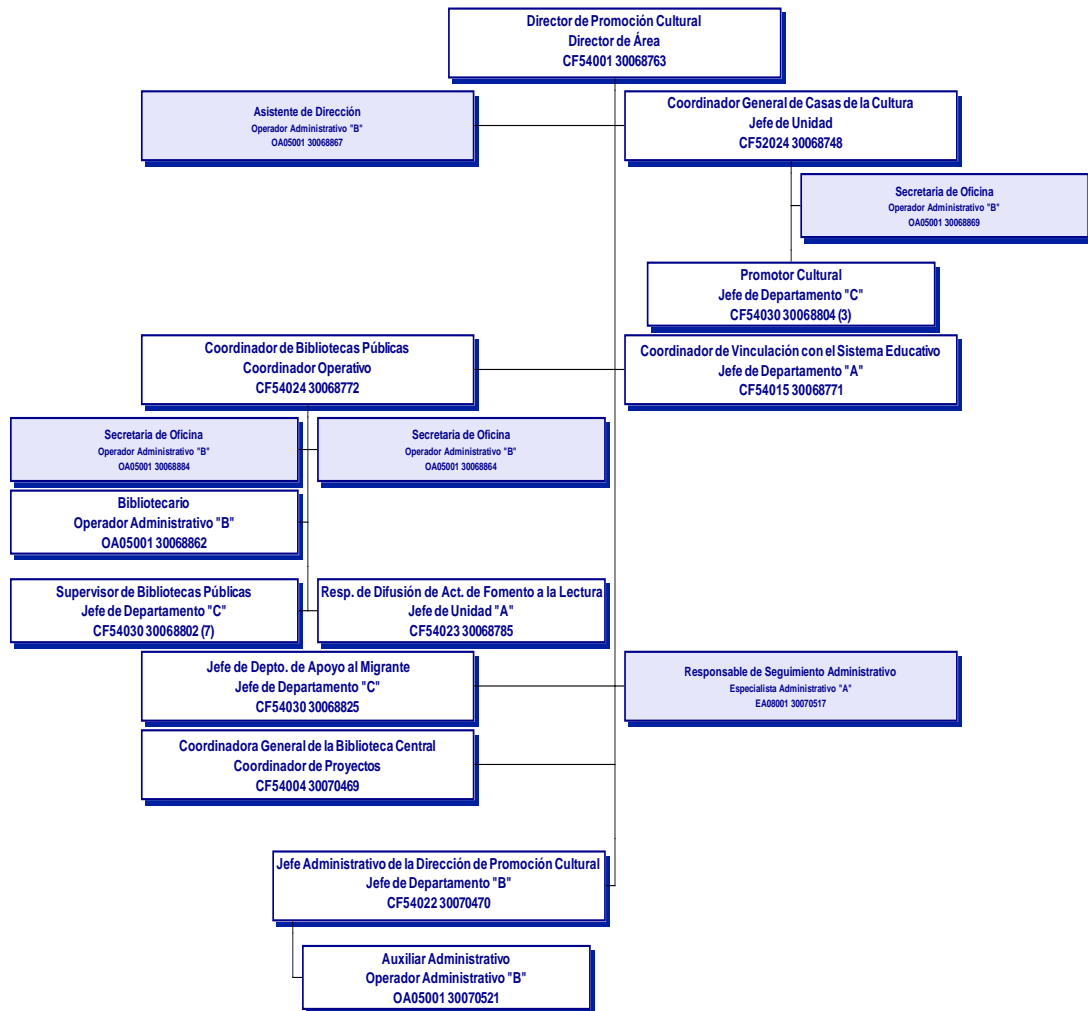 Director de Promoción Cultural
Director de Área
CF54001 30068763
Asistente de Dirección
Operador Administrativo "B"
OA05001 30068867
Coordinador General de Casas de la Cultura
Jefe de Unidad
CF52024 30068748
Secretaria de Oficina
Operador Administrativo "B"
OA05001 30068869
Promotor Cultural
Jefe de Departamento "C"
CF54030 30068804 (3)
Coordinador de Bibliotecas Públicas
Coordinador Operativo
CF54024 30068772
Coordinador de Vinculación con el Sistema Educativo
Jefe de Departamento "A"
CF54015 30068771
Secretaria de Oficina
Operador Administrativo "B"
OA05001 30068884
Secretaria de Oficina
Operador Administrativo "B"
OA05001 30068864
Bibliotecario
Operador Administrativo "B"
OA05001 30068862
Supervisor de Bibliotecas Públicas
Jefe de Departamento "C"
CF54030 30068802 (7)
Resp. de Difusión de Act. de Fomento a la Lectura
Jefe de Unidad "A"
CF54023 30068785
Jefe de Depto. de Apoyo al Migrante
Jefe de Departamento "C"
CF54030 30068825
Responsable de Seguimiento Administrativo
Especialista Administrativo "A"
EA08001 30070517
Coordinadora General de la Biblioteca Central
Coordinador de Proyectos
CF54004 30070469
Jefe Administrativo de la Dirección de Promoción Cultural
Jefe de Departamento "B"
CF54022 30070470
Auxiliar Administrativo
Operador Administrativo "B"
OA05001 30070521